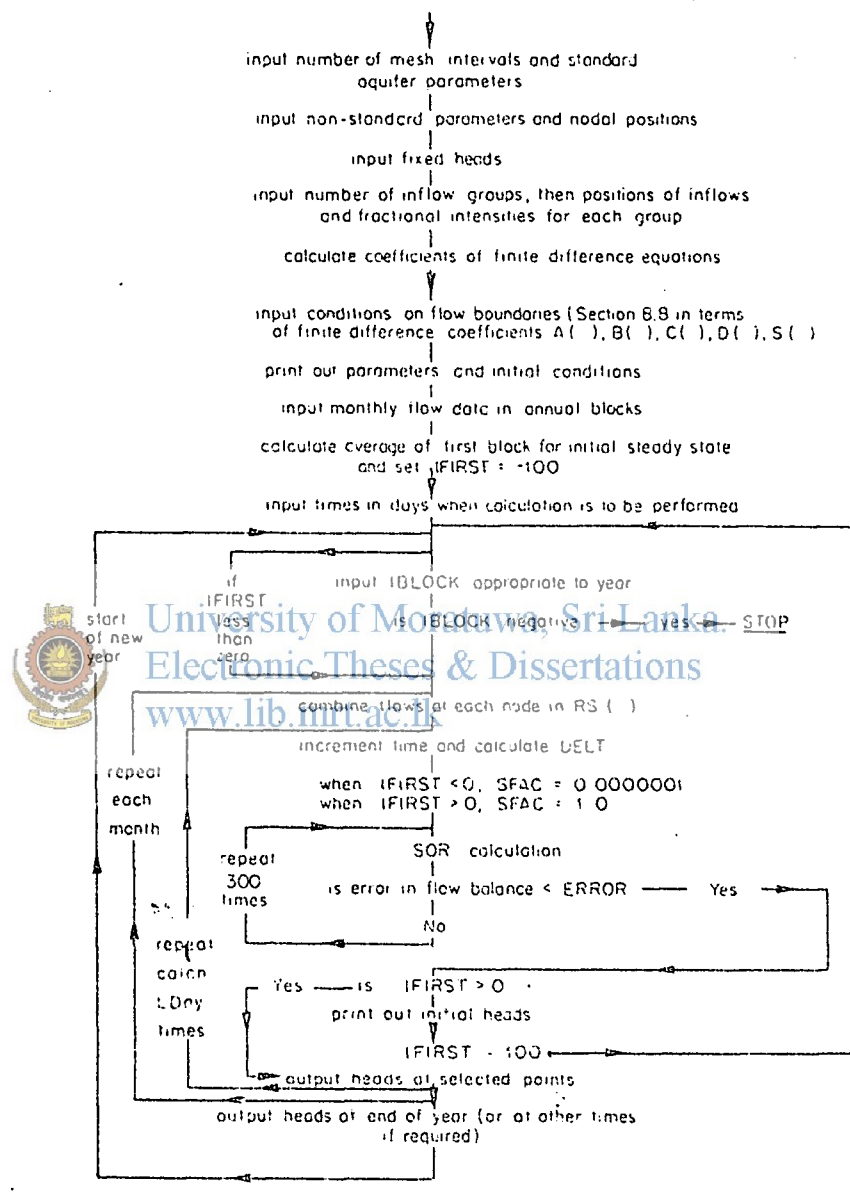 input number of mesh intervals and standard
aquifer parameters
input non-standard parameters and nodal positions
input fixed heads
input number of inflow groups, then positions of inflows
and fractional intensities for each group
calculate coefficients of finite difference equations
input conditions on flow boundaries (Section 8.8 in terms
of finite difference coefficients A( ), B( ), C( ), D( ), S( )
print out parameters and initial conditions
input monthly flow data in annual blocks
calculate average of first block for initial steady state
and set IFIRST = -100
input times in days when calculation is to be performed
if
IFIRST
less
than
zero
input IBLOCK appropriate to year
start
of new
year
is IBLOCK negative yes STOP
University of Moratuwa, Sri Lanka.
Electronic Theses & Dissertations
www.lib.mrt.ac.lk
combine flows at each node in RS ( )
increment time and calculate DELT
repeat
each
month
when IFIRST < 0, SFAC = 0 0000001
when IFIRST > 0, SFAC = 1 0
SOR calculation
repeat
300
times
is error in flow balance < ERROR Yes
No
repeat
calcn
LDay
times
Yes is IFIRST > 0
print out initial heads
IFIRST - 100
output heads at selected points
output heads at end of year (or at other times
if required)